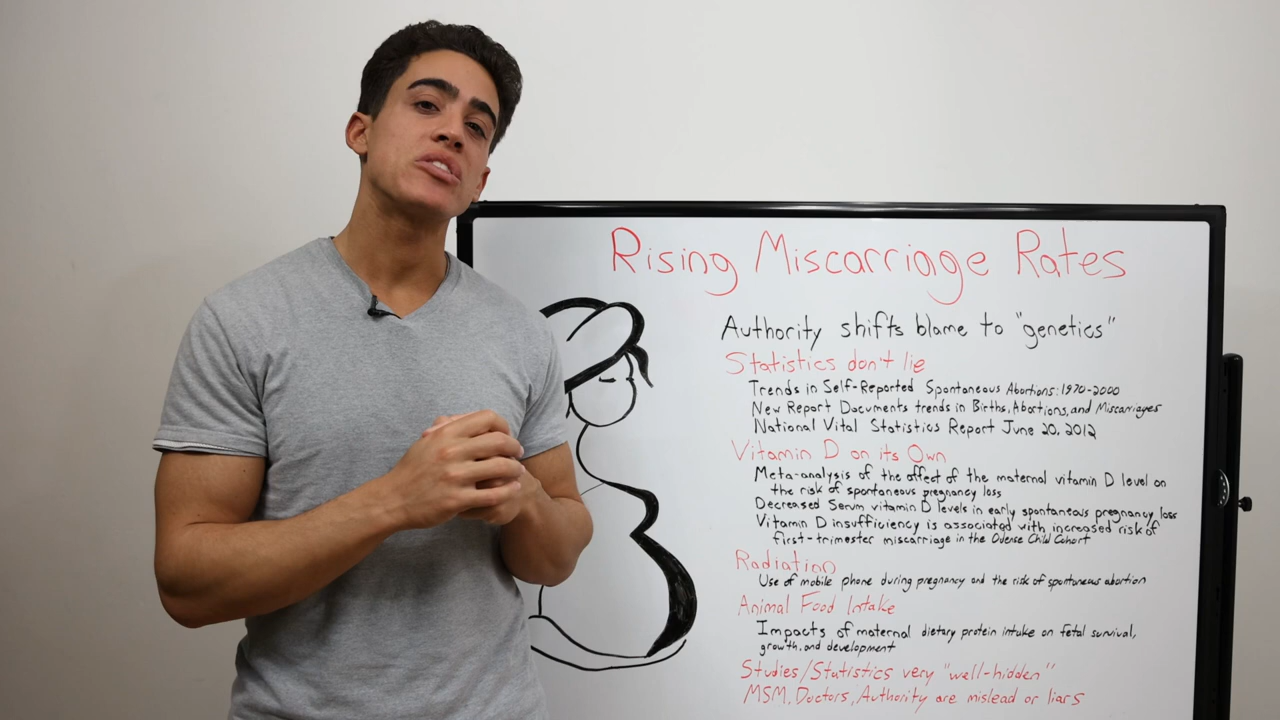 Rising Miscarriage Rates
Authority shifts blame to "genetics"
Statistics don't lie
Trends in Self-Reported Spontaneous Abortions: 1970-2000
New Report Documents trends in Births, Abortions, and Miscarriages
National Vital Statistics Report June 20, 2012
Vitamin D on its Own
Meta-analysis of the affect of the maternal vitamin D level on
the risk of spontaneous pregnancy loss
Decreased Serum vitamin D levels in early spontaneous pregnancy loss
Vitamin D insufficiency is associated with increased risk of
first-trimester miscarriage in the Odense Child Cohort
Radiation
Use of mobile phone during pregnancy and the risk of spontaneous abortion
Animal Food Intake
Impacts of maternal dietary protein intake on fetal survival,
growth, and development
Studies/Statistics very "well-hidden"
MSM, Doctors, Authority are mislead or liars